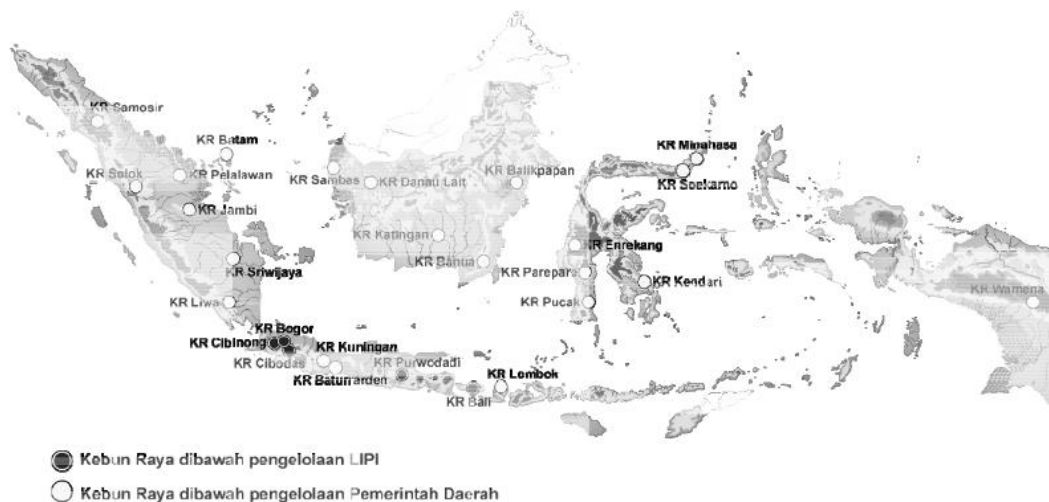 KR Samosir
KR Batam
KR Minahasa
KR Solok
KR Pelalawan
KR Sambas
KR Danau Lait
KR Balikpapan
KR Soekarno
KR Jambi
KR Katingan
KR Enrekang
KR Sriwijaya
KR Banua
KR Parepare
KR Kendari
KR Liwa
KR Pucak
KR Wamena
KR Bogor
KR Cibinong
KR Kuningan
KR Cibodas
KR Purwodadi
KR Baturraden
KR Lombok
KR Bali
Kebun Raya dibawah pengelolaan LIPI
Kebun Raya dibawah pengelolaan Pemerintah Daerah